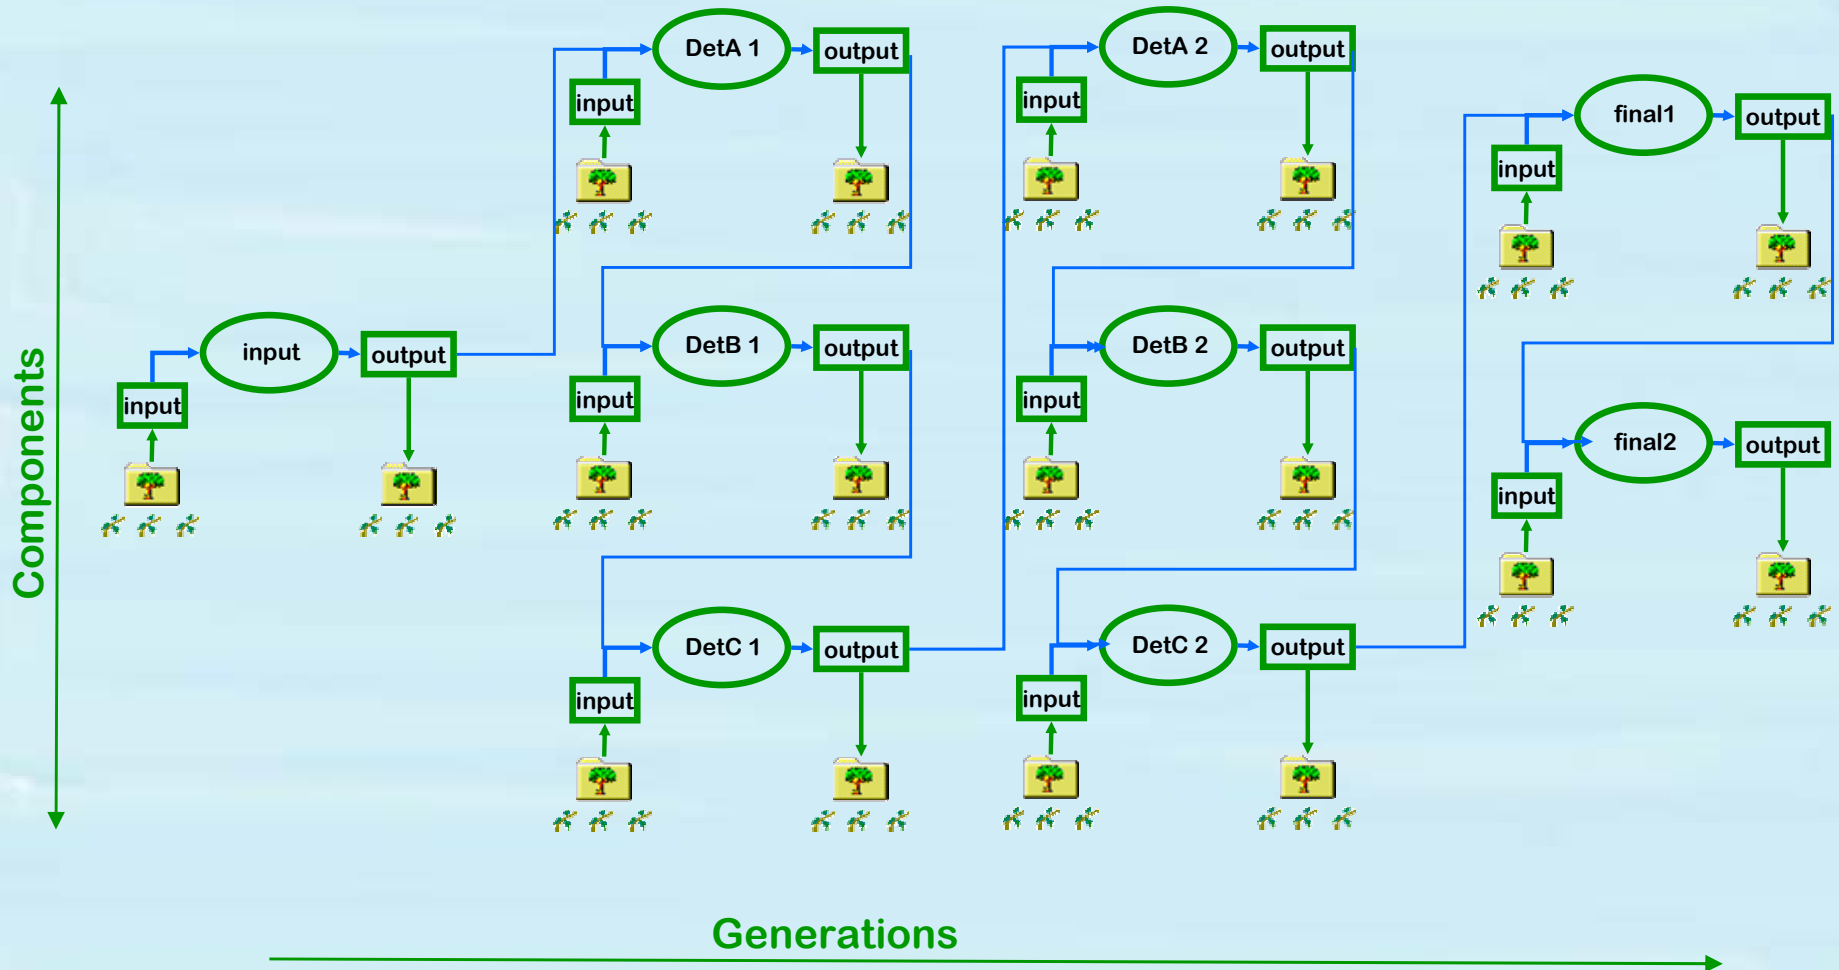 Components
input
output
input
DetA 1
output
input
DetB 1
output
input
DetC 1
output
input
DetA 2
output
input
DetB 2
output
input
DetC 2
output
input
final1
output
input
final2
output
input
Generations